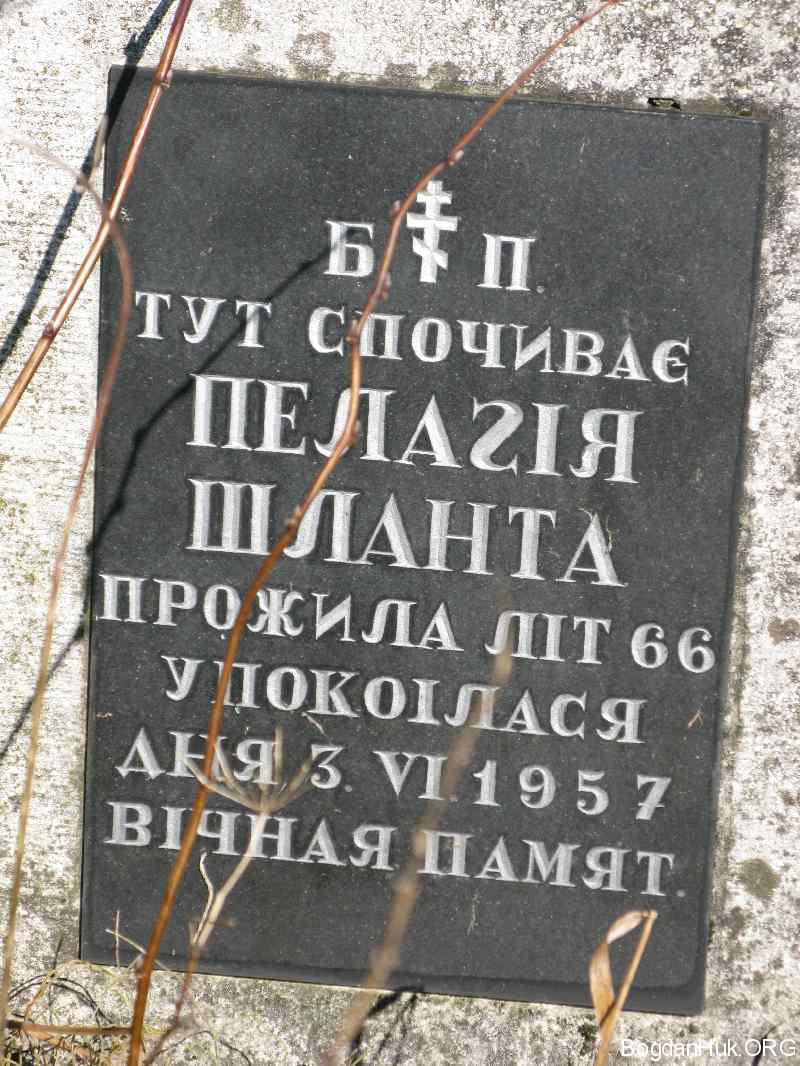 Б ☦ П.
ТУТ СПОЧИВАЄ
ПЕЛАГІЯ
ШЛАНТА
ПРОЖИЛА ЛІТ 66
УПОКОІЛАСЯ
ДНЯ 3. VI. 1957
ВІЧНАЯ ПАМЯТ.
BogdanHuk.ORG